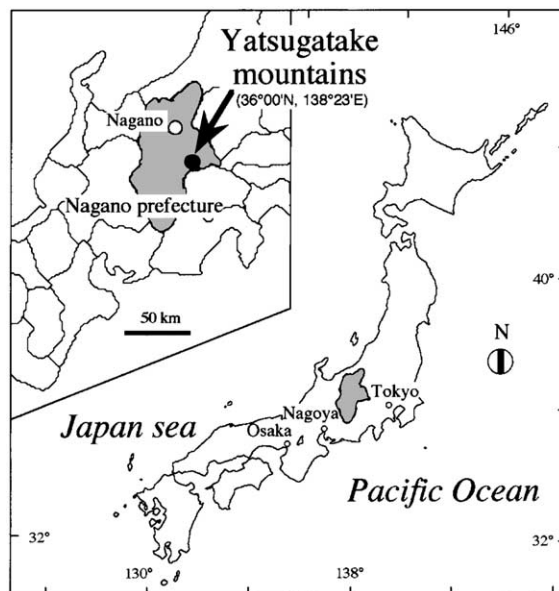 146°
Yatsugatake
mountains
(36°00'N, 138°23'E)
Nagano
Nagano prefecture
50 km
40°
N
Tokyo
Nagoya
Osaka
Japan sea
Pacific Ocean
32°
32°
130°
138°